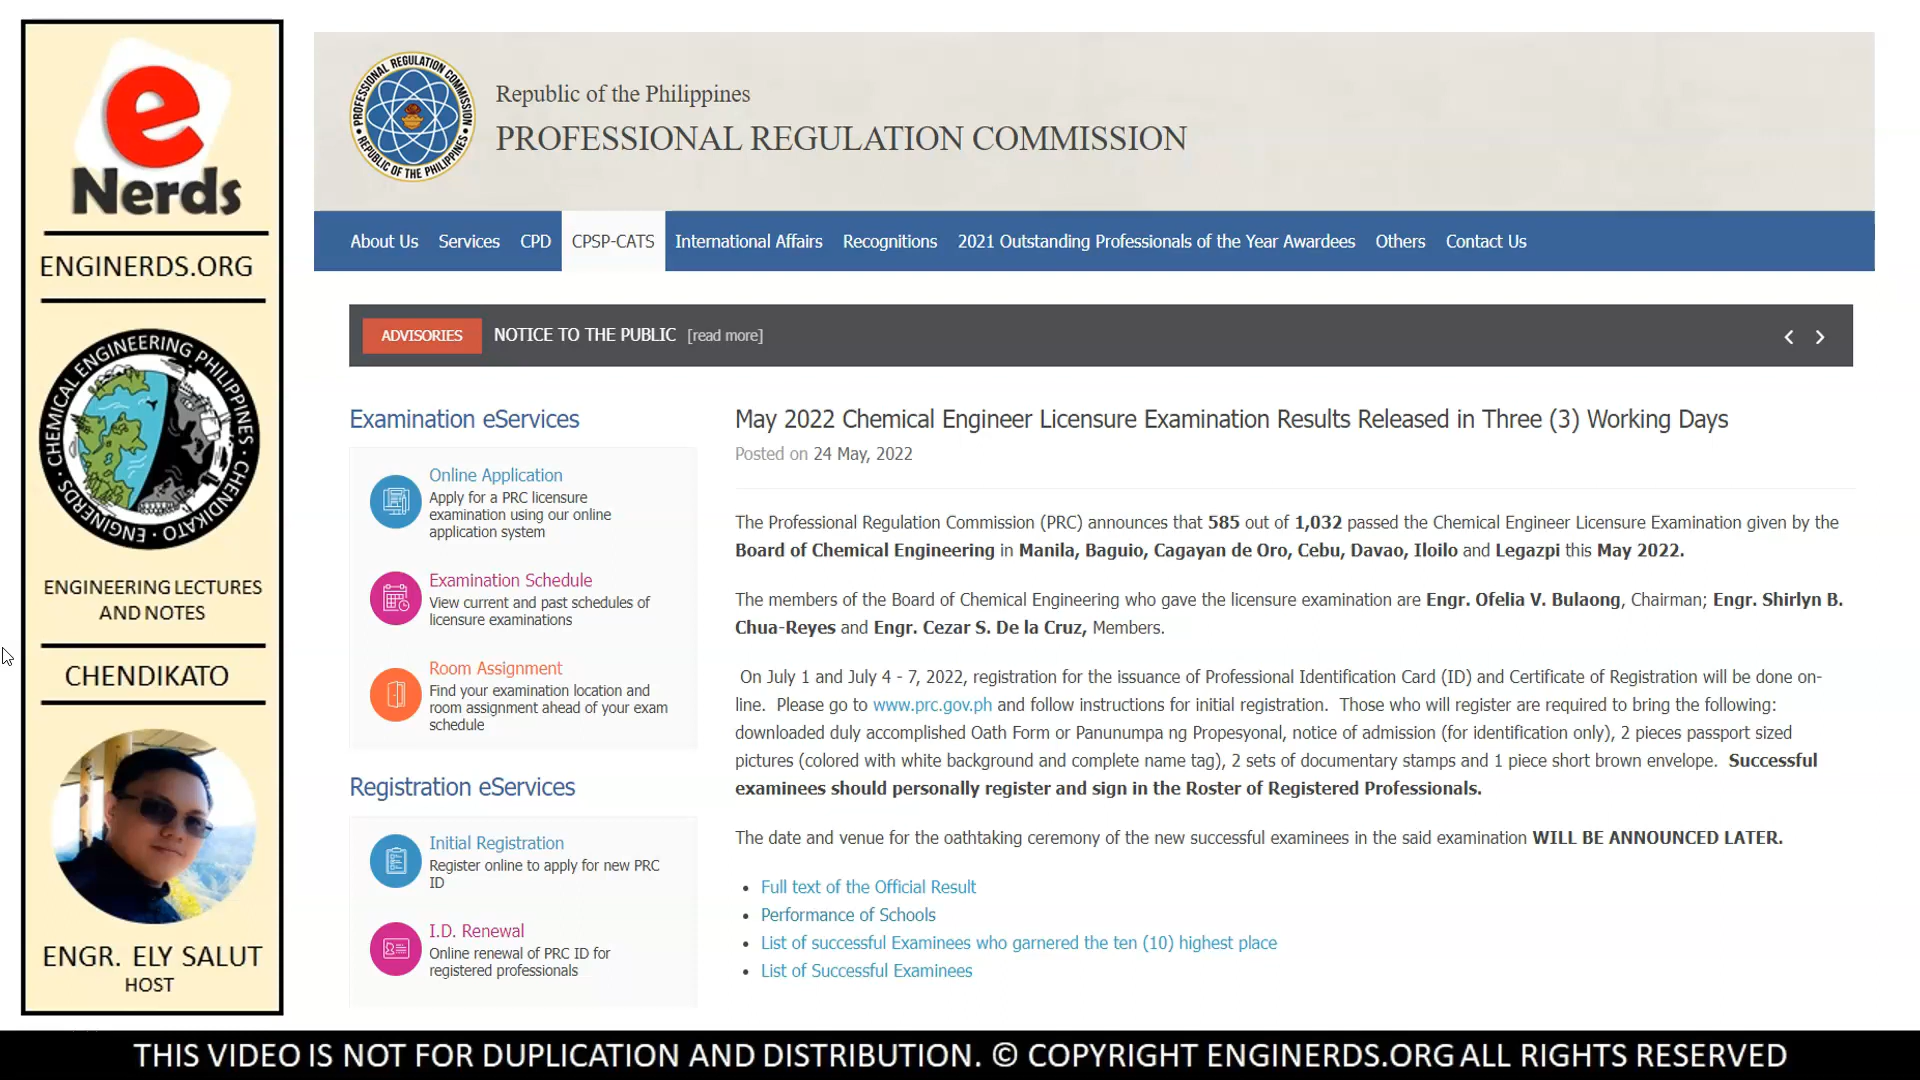 e
Nerds
ENGINERDS.ORG
CHEMICAL ENGINEERING PHILIPPINES
CHENDIKATO · ENGINERDS ·
ENGINEERING LECTURES
AND NOTES
CHENDIKATO
ENGR. ELY SALUT
HOST
PROFESSIONAL REGULATION COMMISSION
REPUBLIC OF THE PHILIPPINES
Republic of the Philippines
PROFESSIONAL REGULATION COMMISSION
About Us Services CPD CPSP-CATS International Affairs Recognitions 2021 Outstanding Professionals of the Year Awardees Others Contact Us
ADVISORIES NOTICE TO THE PUBLIC [read more]
Examination eServices
Online Application
Apply for a PRC licensure
examination using our online
application system
Examination Schedule
View current and past schedules of
licensure examinations
Room Assignment
Find your examination location and
room assignment ahead of your exam
schedule
Registration eServices
Initial Registration
Register online to apply for new PRC
ID
I.D. Renewal
Online renewal of PRC ID for
registered professionals
May 2022 Chemical Engineer Licensure Examination Results Released in Three (3) Working Days
Posted on 24 May, 2022
The Professional Regulation Commission (PRC) announces that 585 out of 1,032 passed the Chemical Engineer Licensure Examination given by the
Board of Chemical Engineering in Manila, Baguio, Cagayan de Oro, Cebu, Davao, Iloilo and Legazpi this May 2022.
The members of the Board of Chemical Engineering who gave the licensure examination are Engr. Ofelia V. Bulaong, Chairman; Engr. Shirlyn B.
Chua-Reyes and Engr. Cezar S. De la Cruz, Members.
On July 1 and July 4 - 7, 2022, registration for the issuance of Professional Identification Card (ID) and Certificate of Registration will be done on-
line. Please go to www.prc.gov.ph and follow instructions for initial registration. Those who will register are required to bring the following:
downloaded duly accomplished Oath Form or Panunumpa ng Propesyonal, notice of admission (for identification only), 2 pieces passport sized
pictures (colored with white background and complete name tag), 2 sets of documentary stamps and 1 piece short brown envelope. Successful
examinees should personally register and sign in the Roster of Registered Professionals.
The date and venue for the oathtaking ceremony of the new successful examinees in the said examination WILL BE ANNOUNCED LATER.
• Full text of the Official Result
• Performance of Schools
• List of successful Examinees who garnered the ten (10) highest place
• List of Successful Examinees
THIS VIDEO IS NOT FOR DUPLICATION AND DISTRIBUTION. © COPYRIGHT ENGINERDS.ORG ALL RIGHTS RESERVED